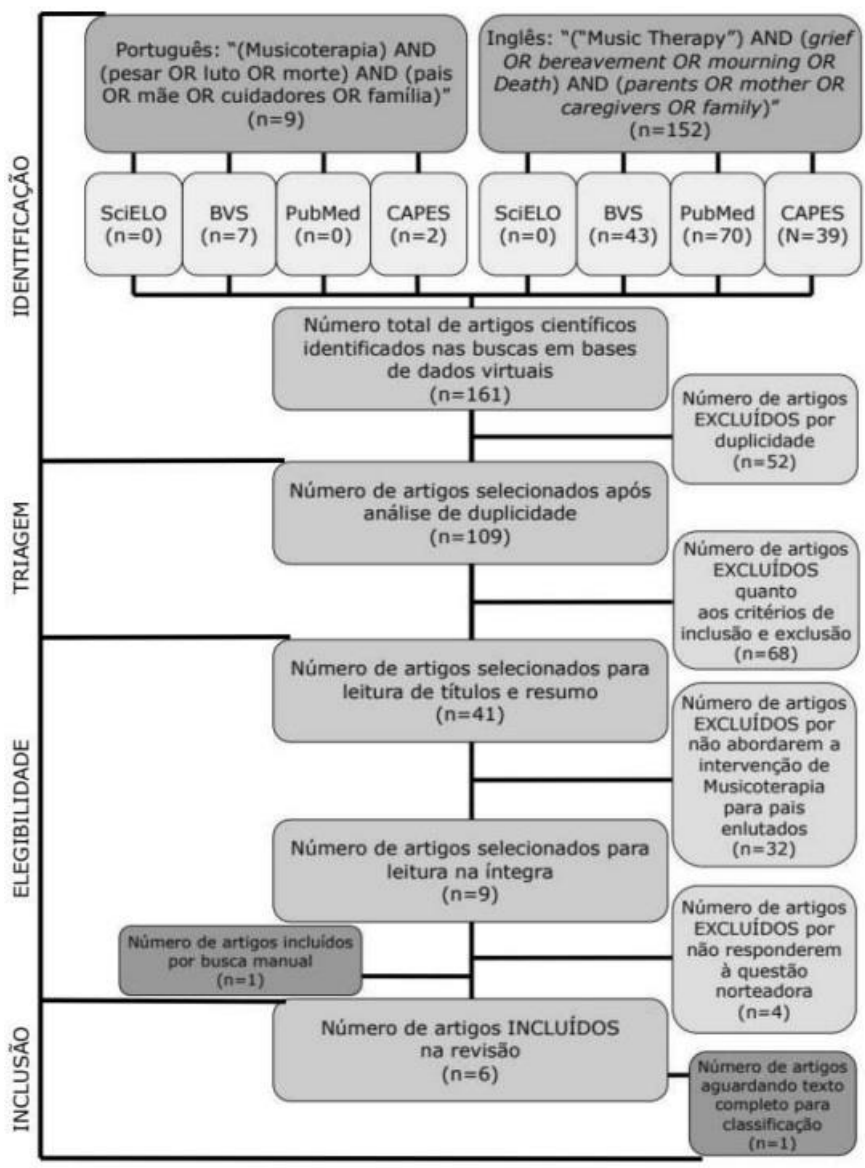 Português: “(Musicoterapia) AND
(pesar OR luto OR morte) AND (pais
OR mãe OR cuidadores OR família)”
(n=9)
Inglês: “(“Music Therapy”) AND (grief
OR bereavement OR mourning OR
Death) AND (parents OR mother OR
caregivers OR family)”
(n=152)
IDENTIFICAÇÃO
SciELO
(n=0)
BVS
(n=7)
PubMed
(n=0)
CAPES
(n=2)
SciELO
(n=0)
BVS
(n=43)
PubMed
(n=70)
CAPES
(N=39)
Número total de artigos científicos
identificados nas buscas em bases
de dados virtuais
(n=161)
Número de artigos
EXCLUÍDOS por
duplicidade
(n=52)
TRIAGEM
Número de artigos selecionados após
análise de duplicidade
(n=109)
Número de artigos
EXCLUÍDOS
quanto
aos critérios de
inclusão e exclusão
(n=68)
ELEGIBILIDADE
Número de artigos selecionados para
leitura de títulos e resumo
(n=41)
Número de artigos
EXCLUÍDOS por
não abordarem a
intervenção de
Musicoterapia
para pais
enlutados
(n=32)
Número de artigos selecionados para
leitura na íntegra
(n=9)
Número de artigos
EXCLUÍDOS por
não responderem
à questão
norteadora
(n=4)
Número de artigos incluídos
por busca manual
(n=1)
INCLUSÃO
Número de artigos INCLUÍDOS
na revisão
(n=6)
Número de artigos
aguardando texto
completo para
classificação
(n=1)